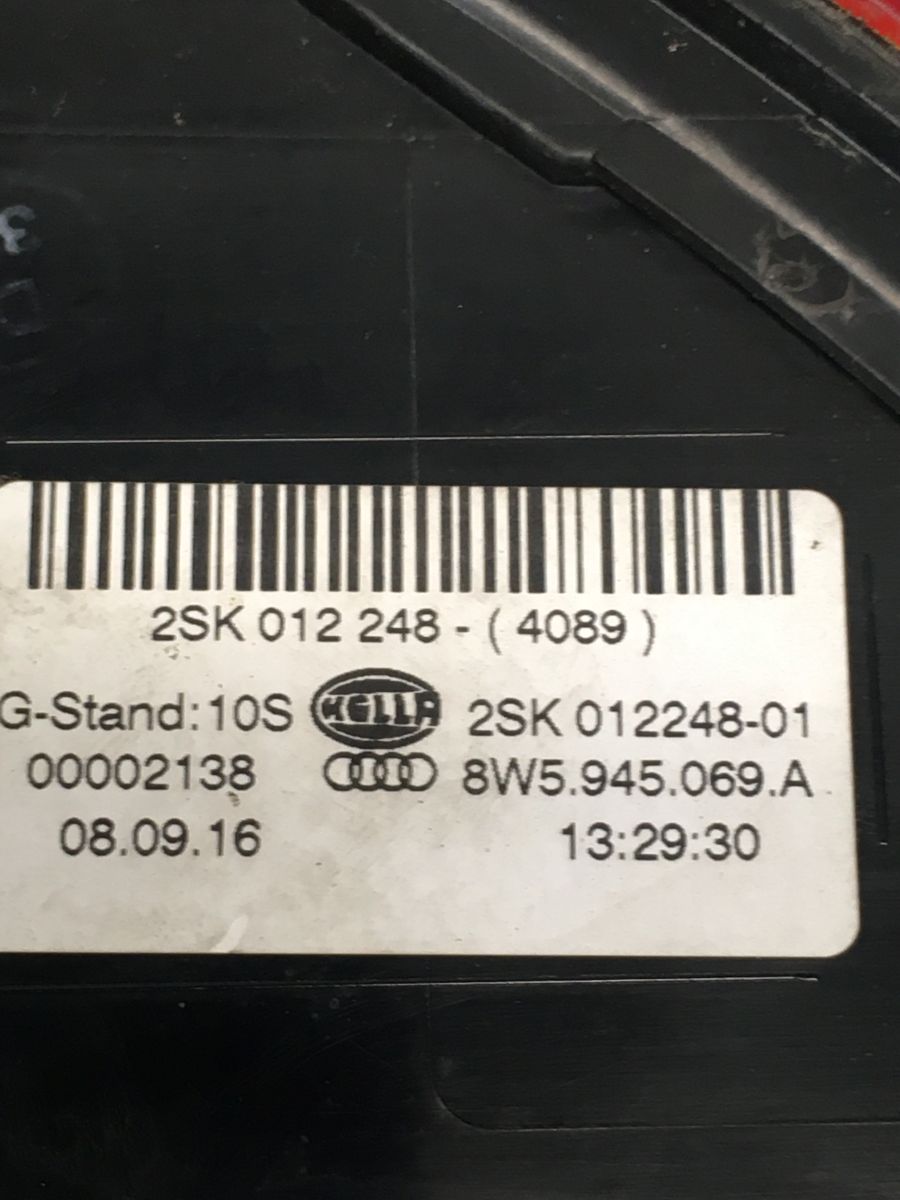 3
2SK 012 248 - ( 4089 )
G-Stand: 10S HELLA 2SK 012248-01
00002138 8W5.945.069.A
08.09.16 13:29:30